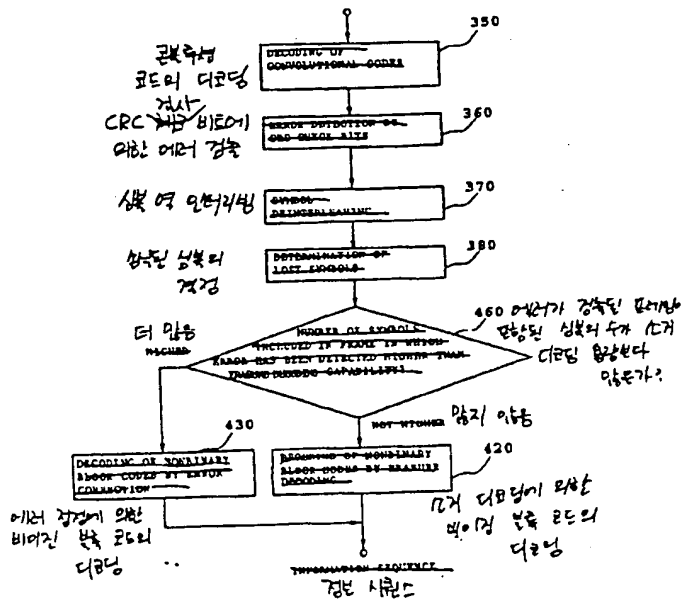 350
DECODING OF
CONVOLUTIONAL CODES
콘볼루션
코드의 디코딩
검사
CRC 체크 비트에
의한 에러 검출
360
ERROR DETECTION BY
CRC CHECK BITS
370
심볼 역 인터리빙
SYMBOL
DEINTERLEAVING
380
DETERMINATION OF
LOST SYMBOLS
심볼의
결정
460 에러가 검출된 프레임에
포함된 심볼의 수가 소거
디코딩 용량보다
많은가?
NUMBER OF SYMBOLS
INCLUDED IN FRAME IN WHICH
ERROR HAS BEEN DETECTED HIGHER THAN
DECODING CAPABILITY?
더 많음
HIGHER
NOT HIGHER 많지 않음
430
DECODING OF NONBINARY
BLOCK CODES BY ERROR
CORRECTION
에러 정정에 의한
비이진 블록 코드의
디코딩
420
DECODING OF NONBINARY
BLOCK CODES BY ERASURE
DECODING
소거 디코딩에 의한
블록 코드의
디코딩
INFORMATION SEQUENCE
정보 시퀀스